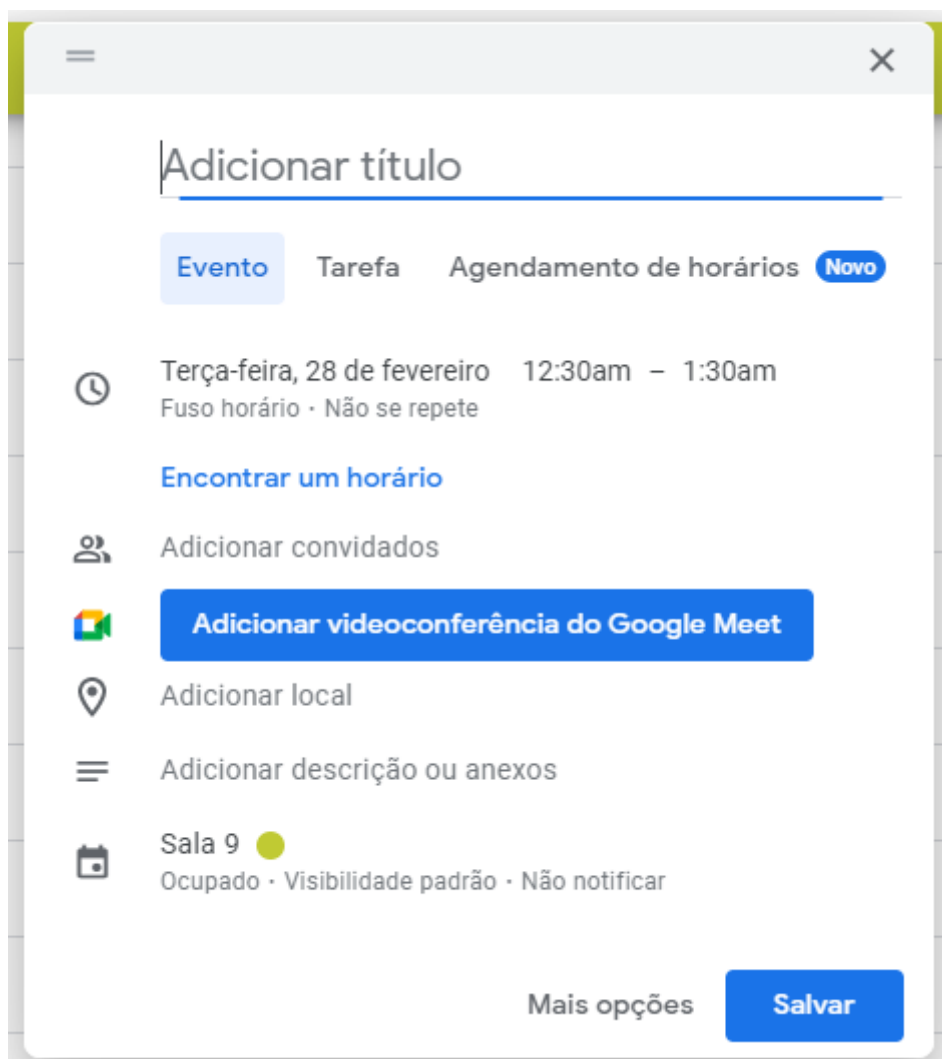 Adicionar título
Evento Tarefa Agendamento de horários Novo
Terça-feira, 28 de fevereiro 12:30am – 1:30am
Fuso horário · Não se repete
Encontrar um horário
Adicionar convidados
Adicionar videoconferência do Google Meet
Adicionar local
Adicionar descrição ou anexos
Sala 9
Ocupado · Visibilidade padrão · Não notificar
Mais opções Salvar